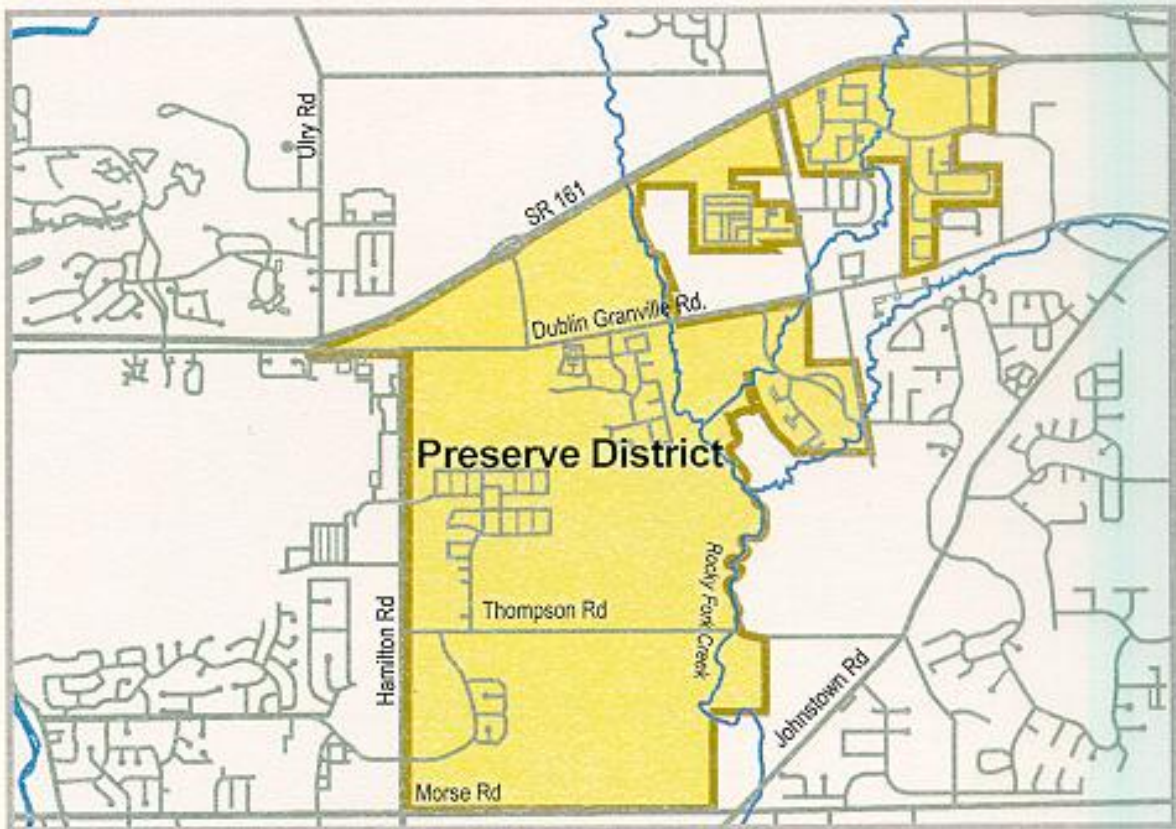 Ulry Rd
SR 161
Dublin Granville Rd.
Preserve District
Rocky Fork Creek
Thompson Rd
Hamilton Rd
Johnstown Rd
Morse Rd